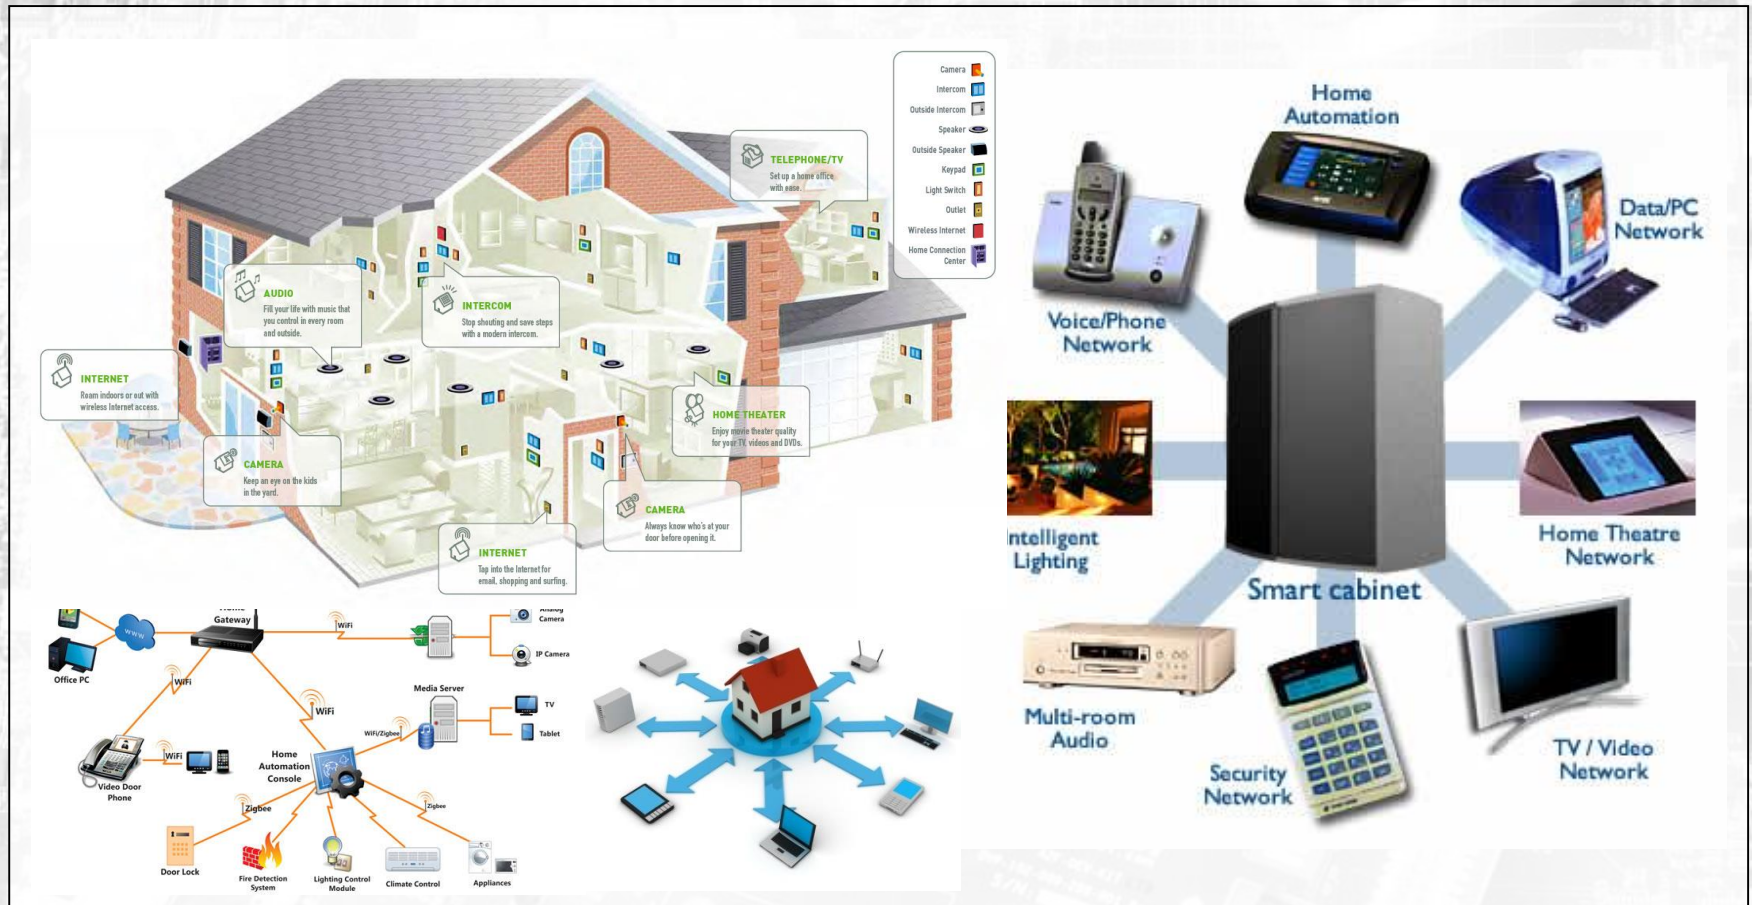 Camera
Intercom
Outside Intercom
Speaker
Outside Speaker
Keypad
Light Switch
Outlet
Wireless Internet
Home Connection
Center
TELEPHONE/TV
Set up a home office
with ease.
AUDIO
Fill your life with music that
you control in every room
and outside.
INTERCOM
Stop shouting and save steps
with a modern intercom.
INTERNET
Roam indoors or out with
wireless Internet access.
HOME THEATER
Enjoy movie theater quality
for your TV, videos and DVDs.
CAMERA
Keep an eye on the kids
in the yard.
CAMERA
Always know who's at your
door before opening it.
INTERNET
Tap into the Internet for
email, shopping and surfing.
Home
Automation
Data/PC
Network
Voice/Phone
Network
ntelligent
Lighting
Home Theatre
Network
Smart cabinet
Multi-room
Audio
Security
Network
TV / Video
Network
Home
Gateway
WiFi
Analog
Camera
IP Camera
www
Office PC
WiFi
WiFi
Media Server
TV
WiFi/Zigbee
Tablet
WiFi
Home
Automation
Console
Video Door
Phone
Zigbee
Zigbee
Door Lock
Fire Detection
System
Lighting Control
Module
Climate Control
Appliances